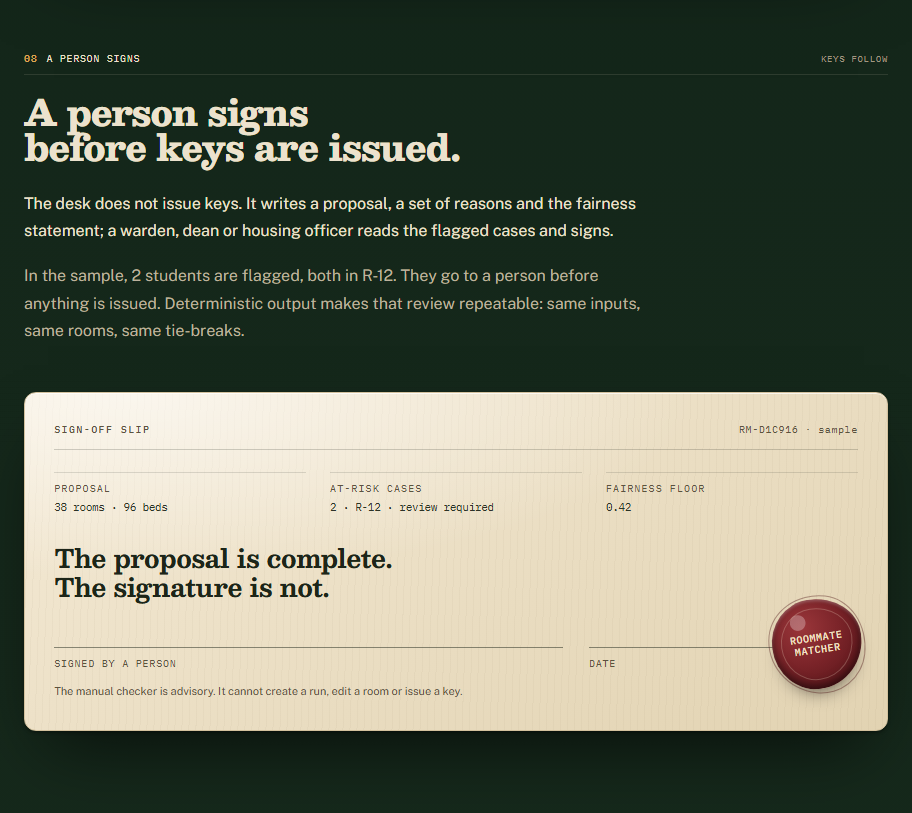 08 A PERSON SIGNS
KEYS FOLLOW
A person signs
before keys are issued.
The desk does not issue keys. It writes a proposal, a set of reasons and the fairness
statement; a warden, dean or housing officer reads the flagged cases and signs.
In the sample, 2 students are flagged, both in R-12. They go to a person before
anything is issued. Deterministic output makes that review repeatable: same inputs,
same rooms, same tie-breaks.
SIGN-OFF SLIP
RM-D1C916 · sample
PROPOSAL
38 rooms · 96 beds
AT-RISK CASES
2 · R-12 · review required
FAIRNESS FLOOR
0.42
The proposal is complete.
The signature is not.
SIGNED BY A PERSON
DATE
ROOMMATE
MATCHER
The manual checker is advisory. It cannot create a run, edit a room or issue a key.